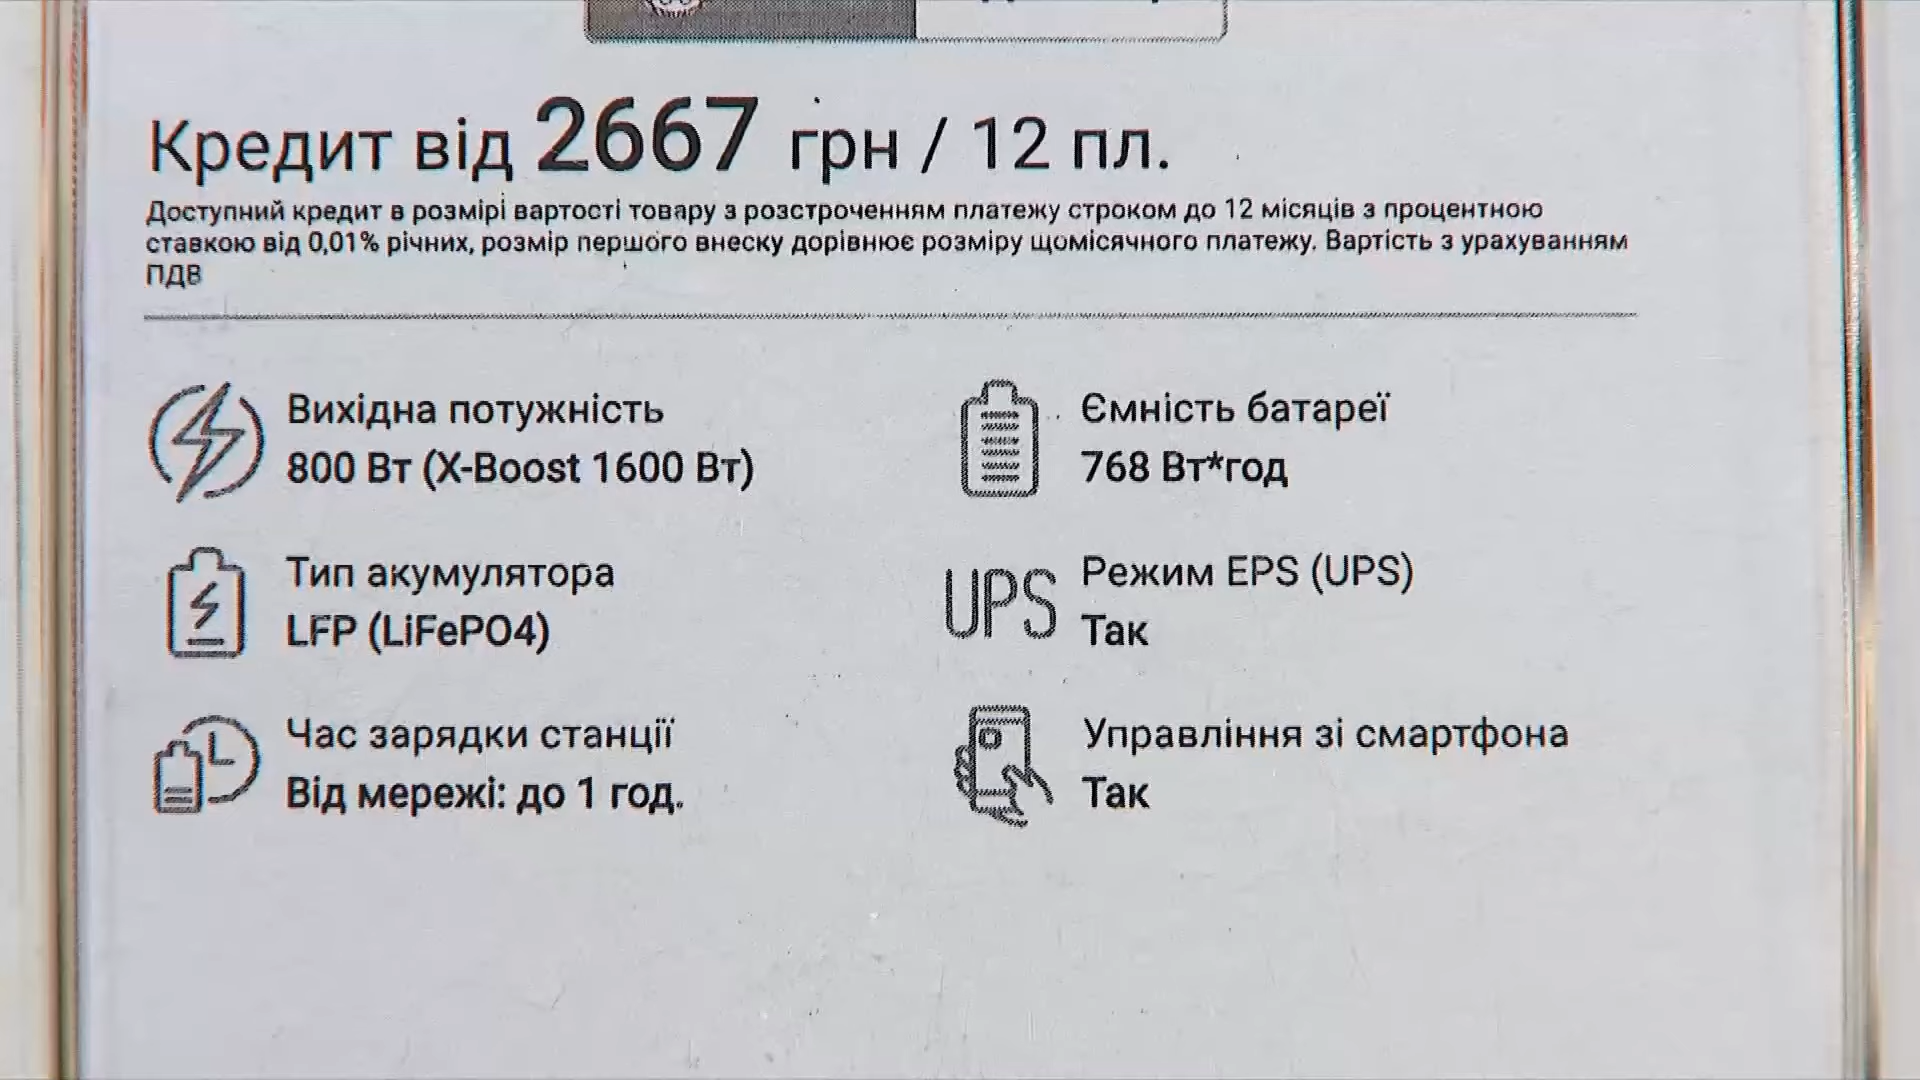 Кредит від 2667 грн / 12 пл.
Доступний кредит в розмірі вартості товару з розстроченням платежу строком до 12 місяців з процентною
ставкою від 0,01% річних, розмір першого внеску дорівнює розміру щомісячного платежу. Вартість з урахуванням
ПДВ
Вихідна потужність
800 Вт (X-Boost 1600 Вт)
Ємність батареї
768 Вт*год
Тип акумулятора
LFP (LiFePO4)
UPS
Режим EPS (UPS)
Так
Час зарядки станції
Від мережі: до 1 год.
Управління зі смартфона
Так